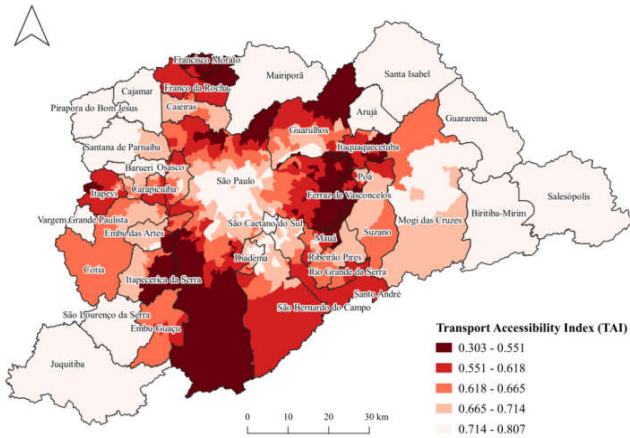 Francisco Morato
Mairiporã
Santa Isabel
Franco da Rocha
Cajamar
Pirapora do Bom Jesus
Caieiras
Arujá
Guararema
Guarulhos
Santana de Parnaíba
Itaquaquecetuba
Barueri
Osasco
Poá
Itapevi
Carapicuíba
São Paulo
Ferraz de Vasconcelos
Salesópolis
Biritiba-Mirim
Vargem Grande Paulista
São Caetano do Sul
Mogi das Cruzes
Embu das Artes
Mauá
Suzano
Cotia
Diadema
Ribeirão Pires
Itapecerica da Serra
Rio Grande da Serra
Santo André
São Lourenço da Serra
São Bernardo do Campo
Embu Guaçu
Juquitiba
Transport Accessibility Index (TAI)
0.303 - 0.551
0.551 - 0.618
0.618 - 0.665
0.665 - 0.714
0.714 - 0.807
0 10 20 30 km